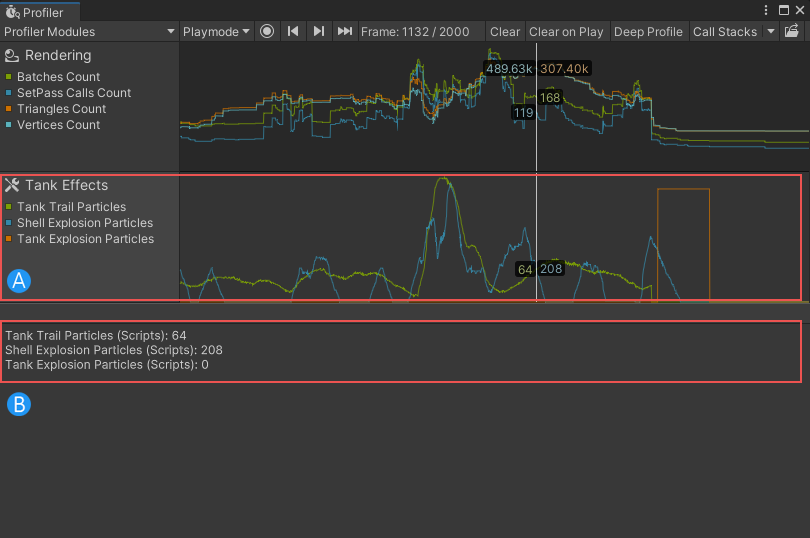 Profiler
Profiler Modules Playmode Frame: 1132 / 2000 Clear Clear on Play Deep Profile Call Stacks
Rendering
Batches Count
SetPass Calls Count
Triangles Count
Vertices Count
489.63k 307.40k
168
119
Tank Effects
Tank Trail Particles
Shell Explosion Particles
Tank Explosion Particles
64 208
A
Tank Trail Particles (Scripts): 64
Shell Explosion Particles (Scripts): 208
Tank Explosion Particles (Scripts): 0
B